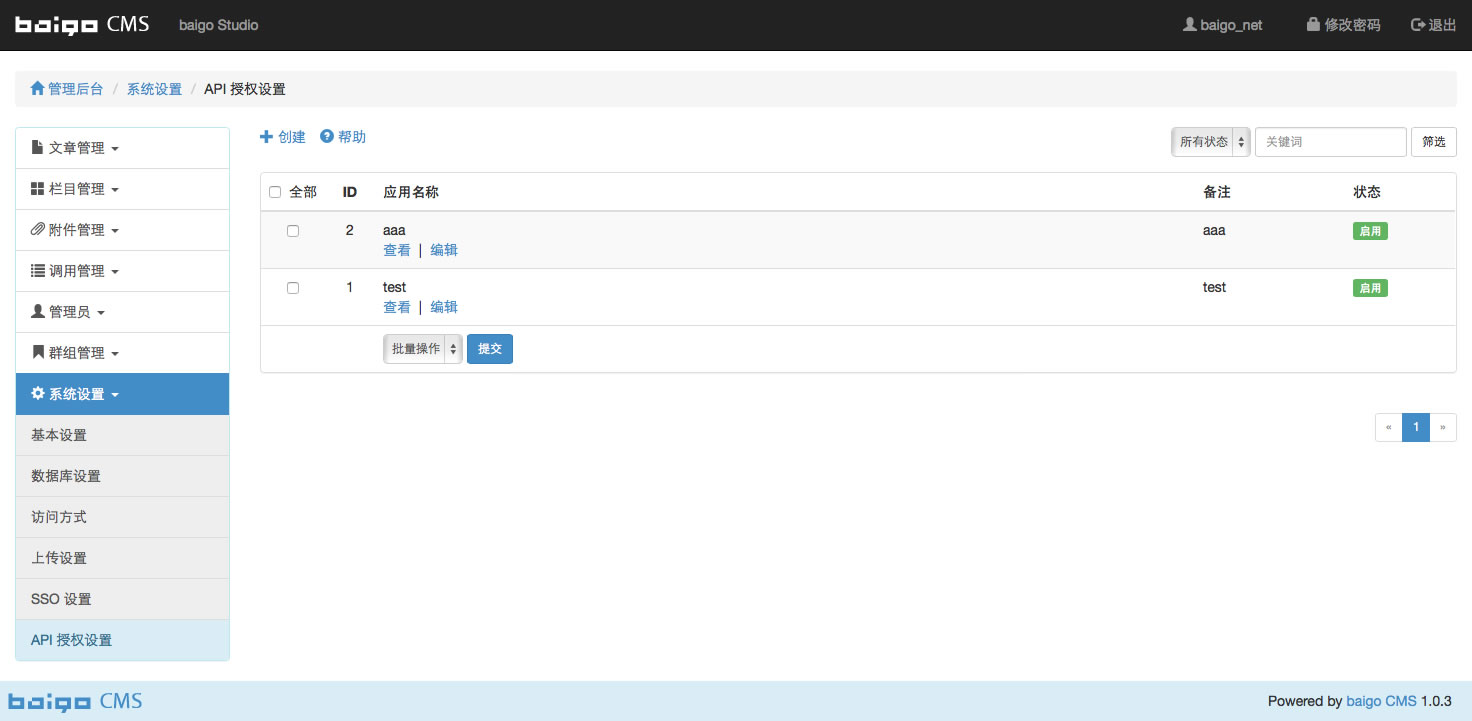 baigo CMS baigo Studio baigo_net 修改密码 退出
管理后台 / 系统设置 / API 授权设置
文章管理
栏目管理
附件管理
调用管理
管理员
群组管理
系统设置
基本设置
数据库设置
访问方式
上传设置
SSO 设置
API 授权设置
创建 帮助 所有状态 关键词 筛选
全部 ID 应用名称 备注 状态
2 aaa aaa 启用
查看 | 编辑
1 test test 启用
查看 | 编辑
批量操作 提交
« 1 »
baigo CMS Powered by baigo CMS 1.0.3